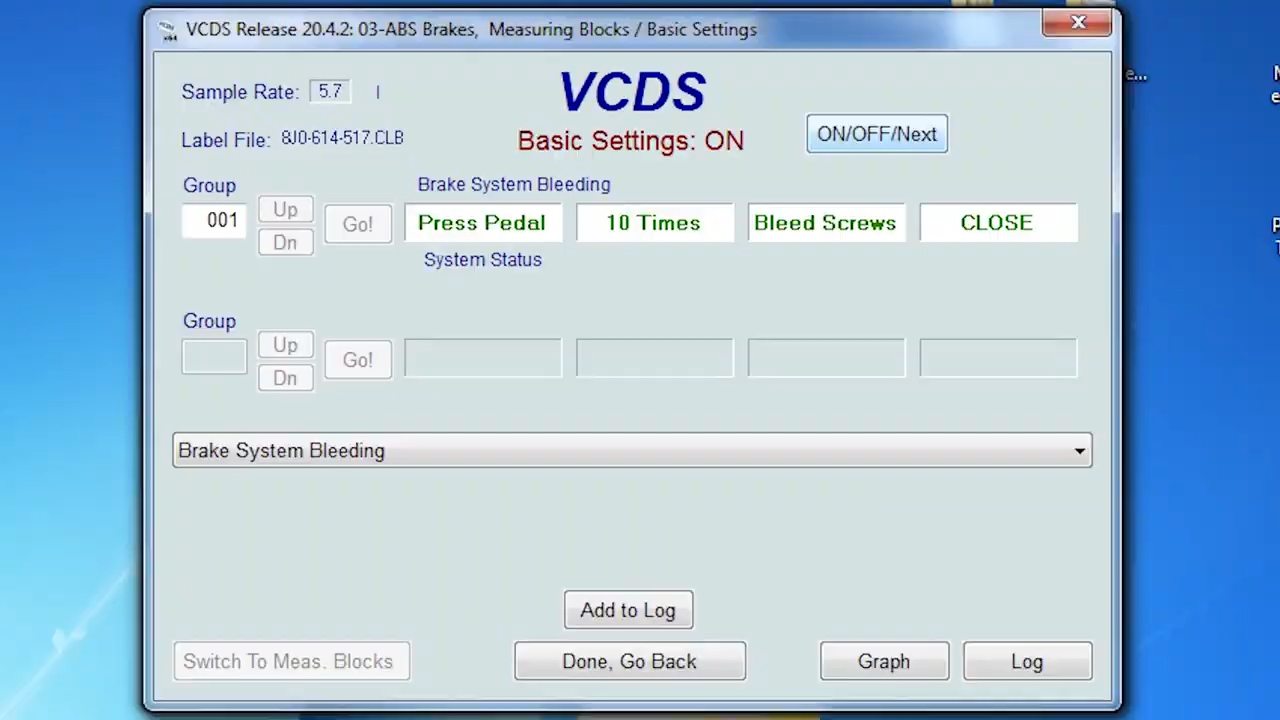 VCDS Release 20.4.2: 03-ABS Brakes, Measuring Blocks / Basic Settings
Sample Rate: 5.7
VCDS
Label File: 8J0-614-517.CLB
Basic Settings: ON
ON/OFF/Next
Group
Brake System Bleeding
001
Up
Dn
Go!
Press Pedal
10 Times
Bleed Screws
CLOSE
System Status
Group
Up
Dn
Go!
Brake System Bleeding
Add to Log
Switch To Meas. Blocks
Done, Go Back
Graph
Log